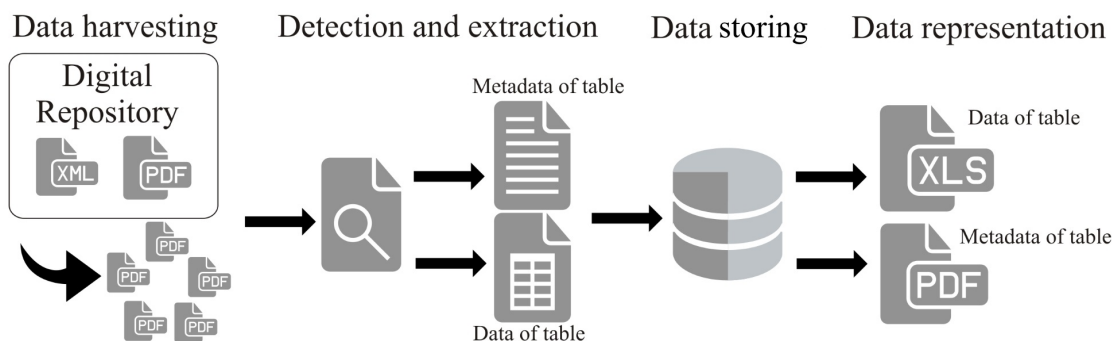 Data harvesting
Detection and extraction
Data storing
Data representation
Digital
Repository
XML
PDF
PDF
PDF
PDF
PDF
PDF
Metadata of table
Data of table
Data of table
XLS
Metadata of table
PDF